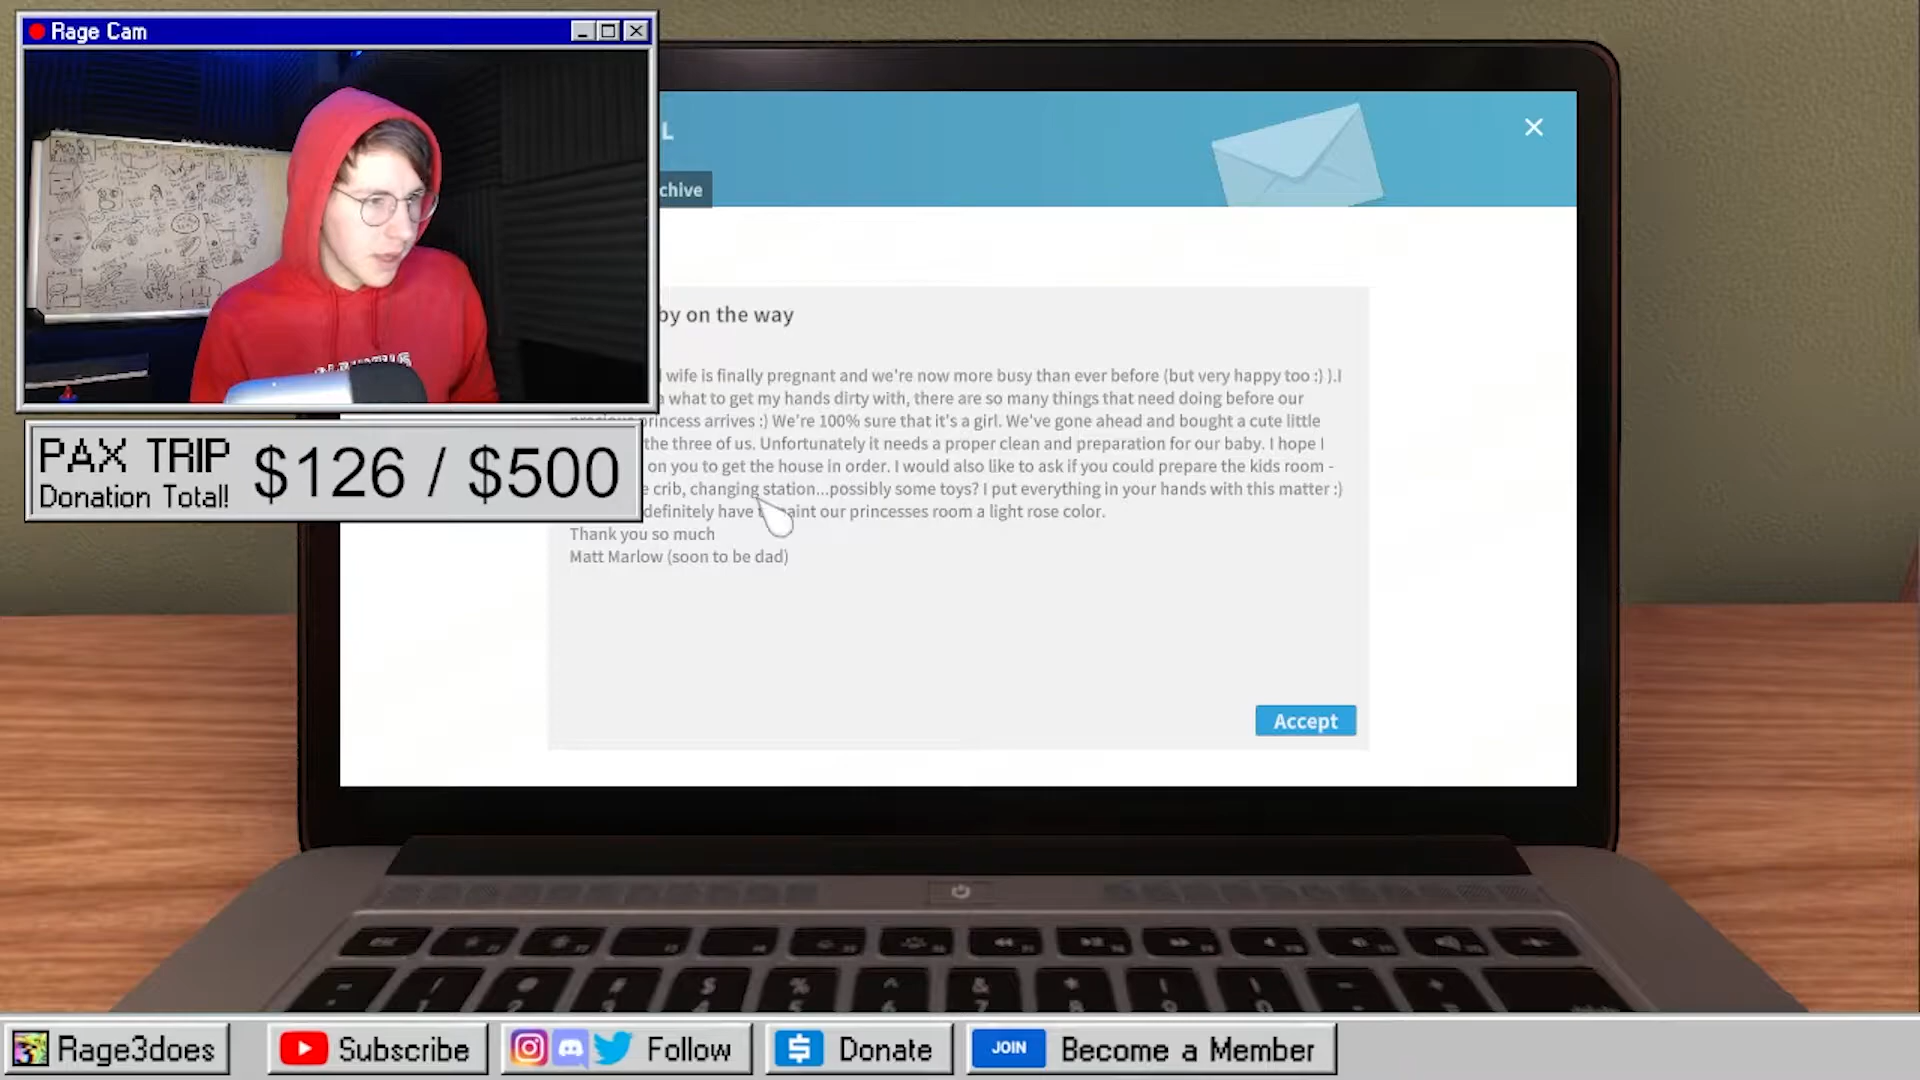 Rage Cam
L
chive
PAX TRIP
Donation Total!
$126 / $500
by on the way
wife is finally pregnant and we're now more busy than ever before (but very happy too :) ).I
what to get my hands dirty with, there are so many things that need doing before our
princess arrives :) We're 100% sure that it's a girl. We've gone ahead and bought a cute little
the three of us. Unfortunately it needs a proper clean and preparation for our baby. I hope I
on you to get the house in order. I would also like to ask if you could prepare the kids room -
crib, changing station...possibly some toys? I put everything in your hands with this matter :)
definitely have paint our princesses room a light rose color.
Thank you so much
Matt Marlow (soon to be dad)
Accept
Rage3does
Subscribe
Follow
Donate
JOIN
Become a Member